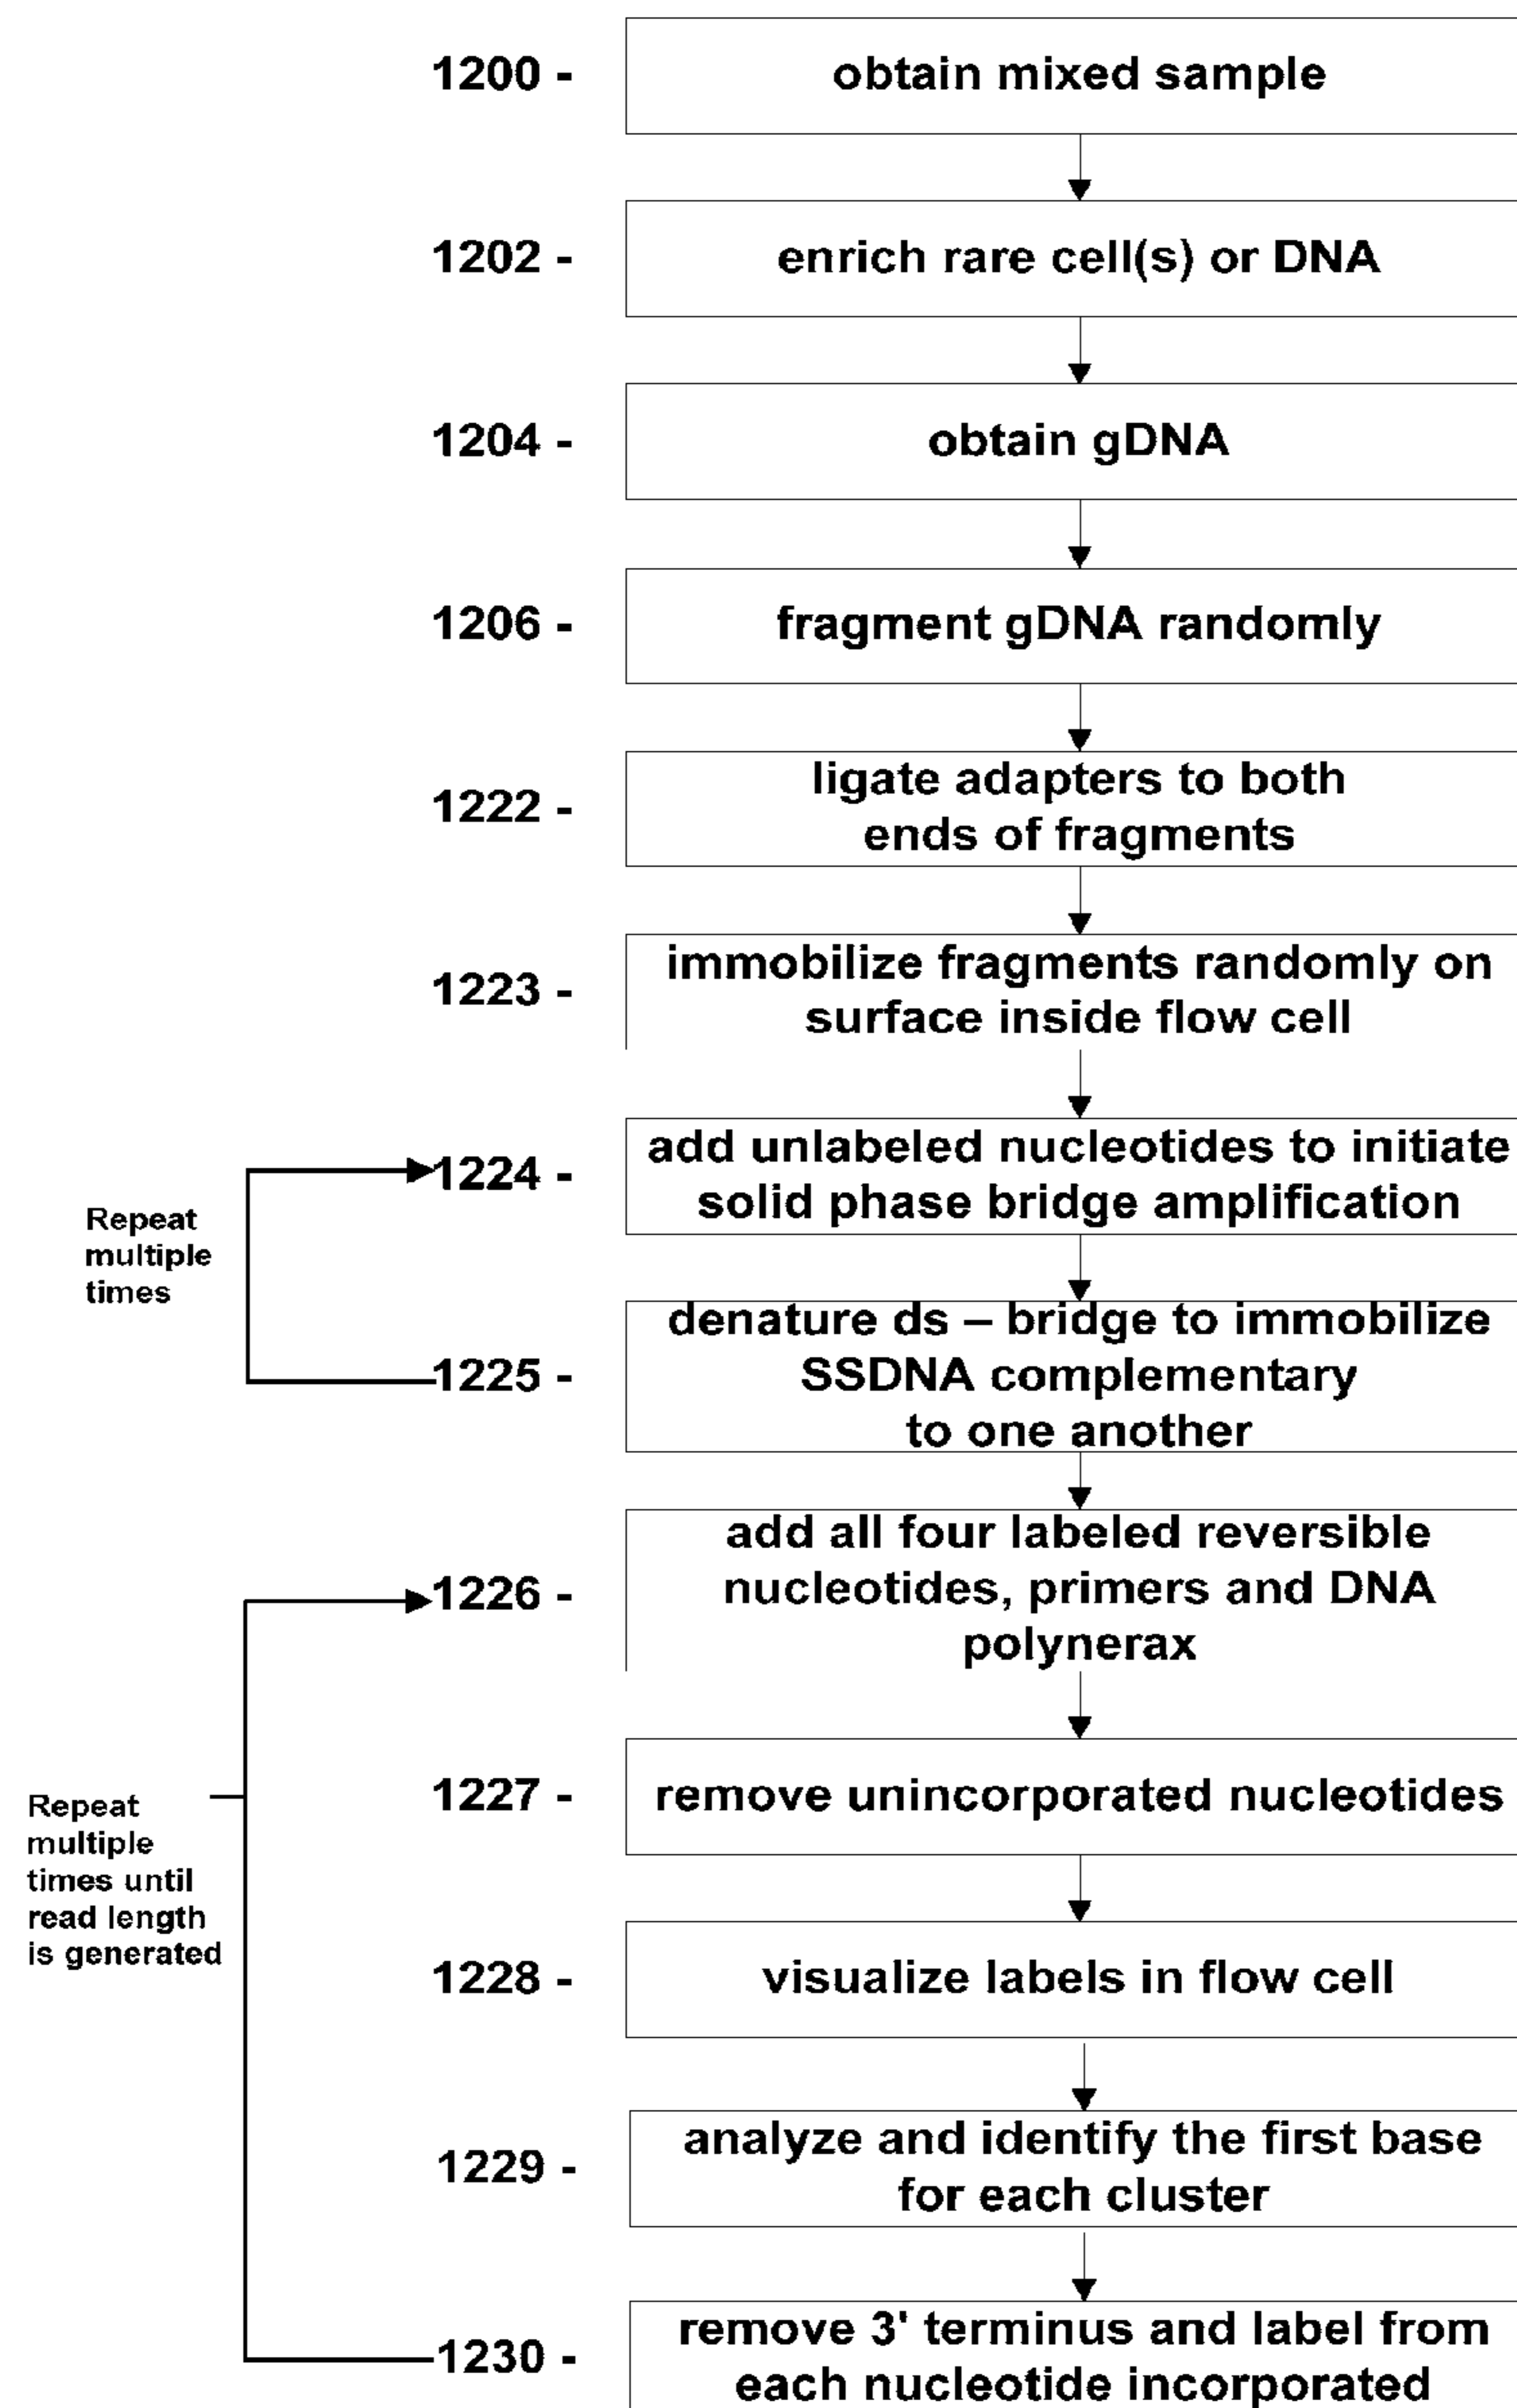 1200 - obtain mixed sample
1202 - enrich rare cell(s) or DNA
1204 - obtain gDNA
1206 - fragment gDNA randomly
1222 - ligate adapters to both
ends of fragments
1223 - immobilize fragments randomly on
surface inside flow cell
1224 - add unlabeled nucleotides to initiate
solid phase bridge amplification
Repeat
multiple
times
1225 - denature ds – bridge to immobilize
SSDNA complementary
to one another
1226 - add all four labeled reversible
nucleotides, primers and DNA
polynerax
1227 - remove unincorporated nucleotides
Repeat
multiple
times until
read length
is generated
1228 - visualize labels in flow cell
1229 - analyze and identify the first base
for each cluster
1230 - remove 3' terminus and label from
each nucleotide incorporated